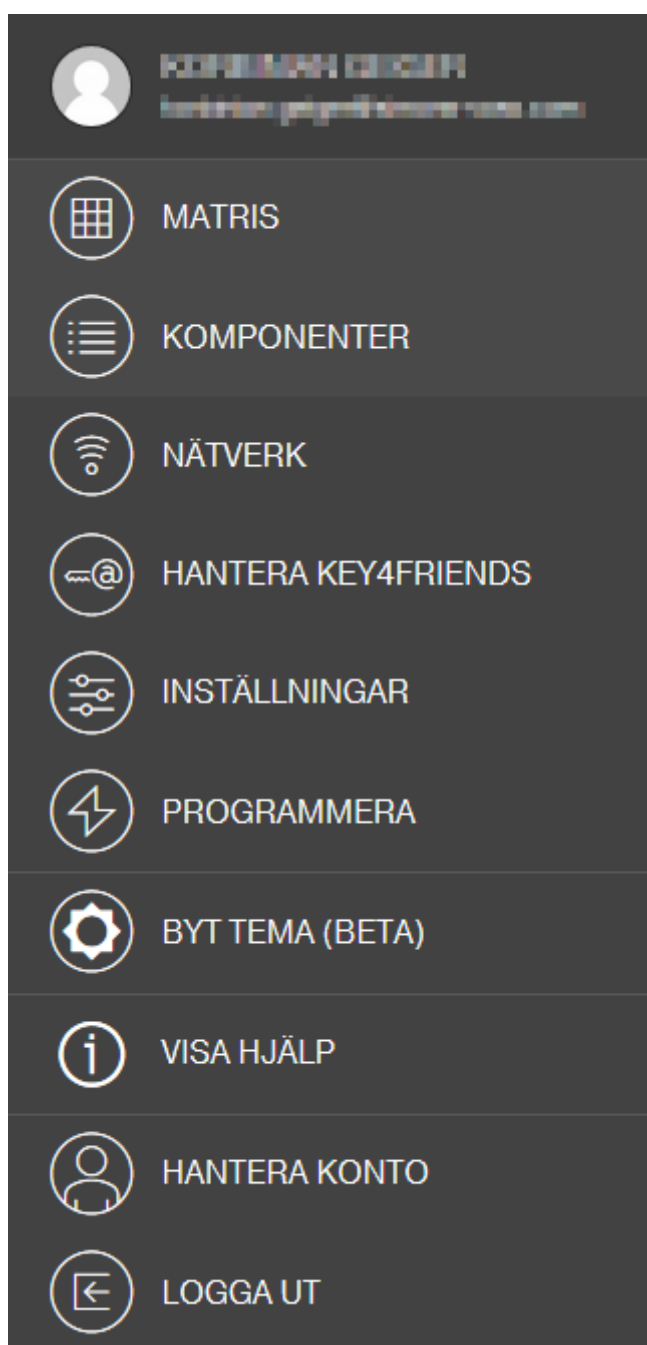 MATRIS
KOMPONENTER
NÄTVERK
HANTERA KEY4FRIENDS
INSTÄLLNINGAR
PROGRAMMERA
BYT TEMA (BETA)
VISA HJÄLP
HANTERA KONTO
LOGGA UT